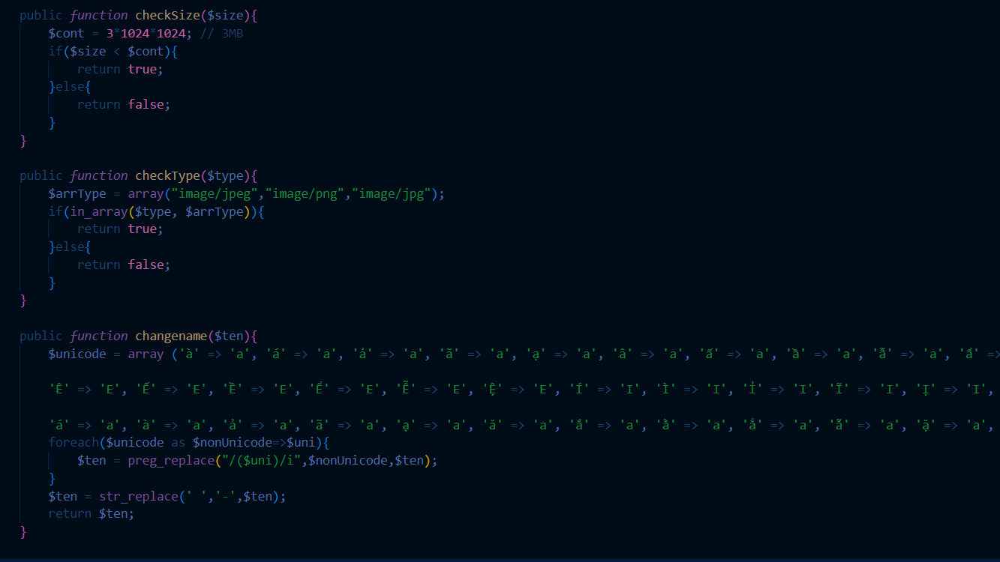 public function checkSize($size){
$cont = 3*1024*1024; // 3MB
if($size < $cont){
return true;
}else{
return false;
}
}
public function checkType($type){
$arrType = array("image/jpeg","image/png","image/jpg");
if(in_array($type, $arrType)){
return true;
}else{
return false;
}
}
public function changename($ten){
$unicode = array ('à' => 'a', 'á' => 'a', 'ả' => 'a', 'ã' => 'a', 'ạ' => 'a', 'â' => 'a', 'ấ' => 'a', 'ầ' => 'a', 'ẫ' => 'a', 'ẩ' =>
'Ê' => 'E', 'Ế' => 'E', 'Ề' => 'E', 'Ể' => 'E', 'Ễ' => 'E', 'Ệ' => 'E', 'Í' => 'I', 'Ì' => 'I', 'Ỉ' => 'I', 'Ĩ' => 'I', 'Ị' => 'I',
'á' => 'a', 'à' => 'a', 'ả' => 'a', 'ã' => 'a', 'ạ' => 'a', 'ă' => 'a', 'ắ' => 'a', 'ằ' => 'a', 'ẳ' => 'a', 'ẵ' => 'a', 'ặ' => 'a',
foreach($unicode as $nonUnicode=>$uni){
$ten = preg_replace("/($uni)/i",$nonUnicode,$ten);
}
$ten = str_replace(' ','-',$ten);
return $ten;
}